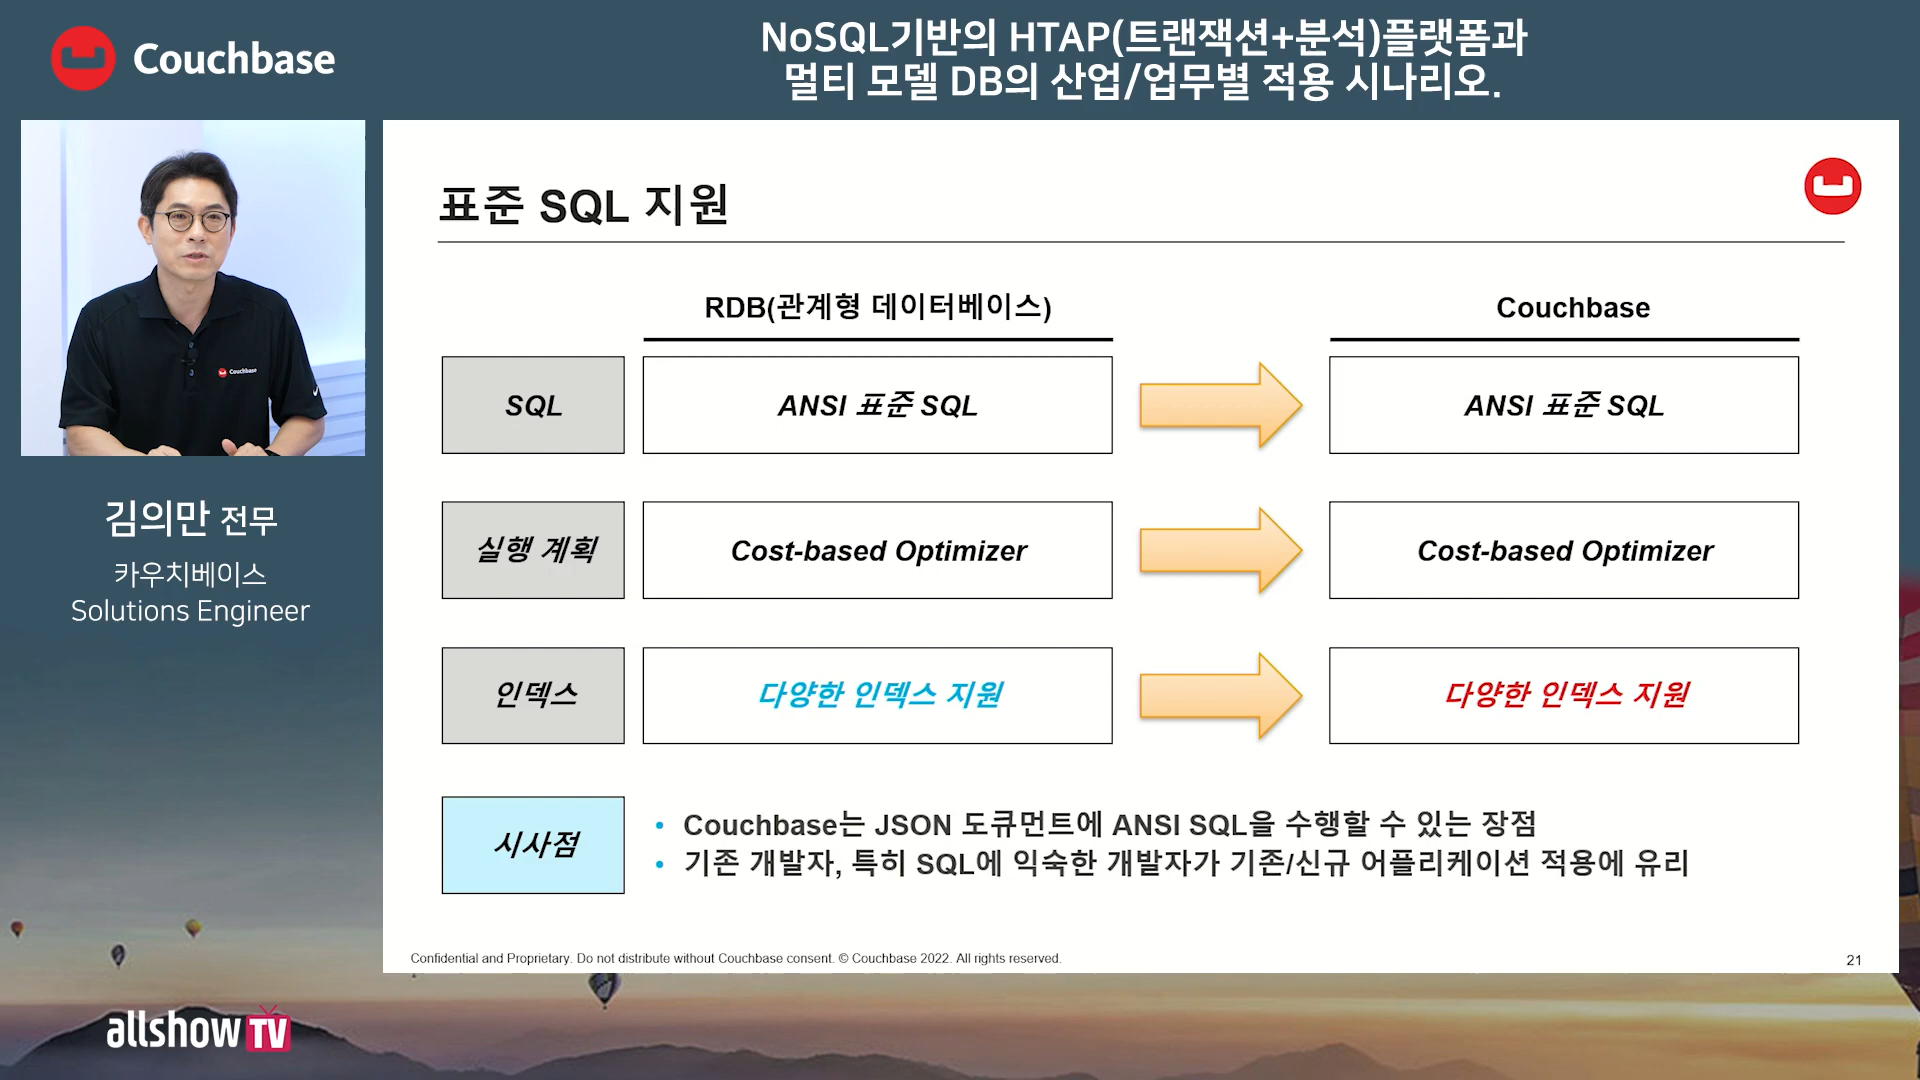 Couchbase
NoSQL기반의 HTAP(트랜잭션+분석)플랫폼과
멀티 모델 DB의 산업/업무별 적용 시나리오.
Couchbase
김의만 전무
카우치베이스
Solutions Engineer
표준 SQL 지원
RDB(관계형 데이터베이스)
Couchbase
SQL
ANSI 표준 SQL
ANSI 표준 SQL
실행 계획
Cost-based Optimizer
Cost-based Optimizer
인덱스
다양한 인덱스 지원
다양한 인덱스 지원
시사점
• Couchbase는 JSON 도큐먼트에 ANSI SQL을 수행할 수 있는 장점
• 기존 개발자, 특히 SQL에 익숙한 개발자가 기존/신규 어플리케이션 적용에 유리
Confidential and Proprietary. Do not distribute without Couchbase consent. © Couchbase 2022. All rights reserved.
21
allshowTV